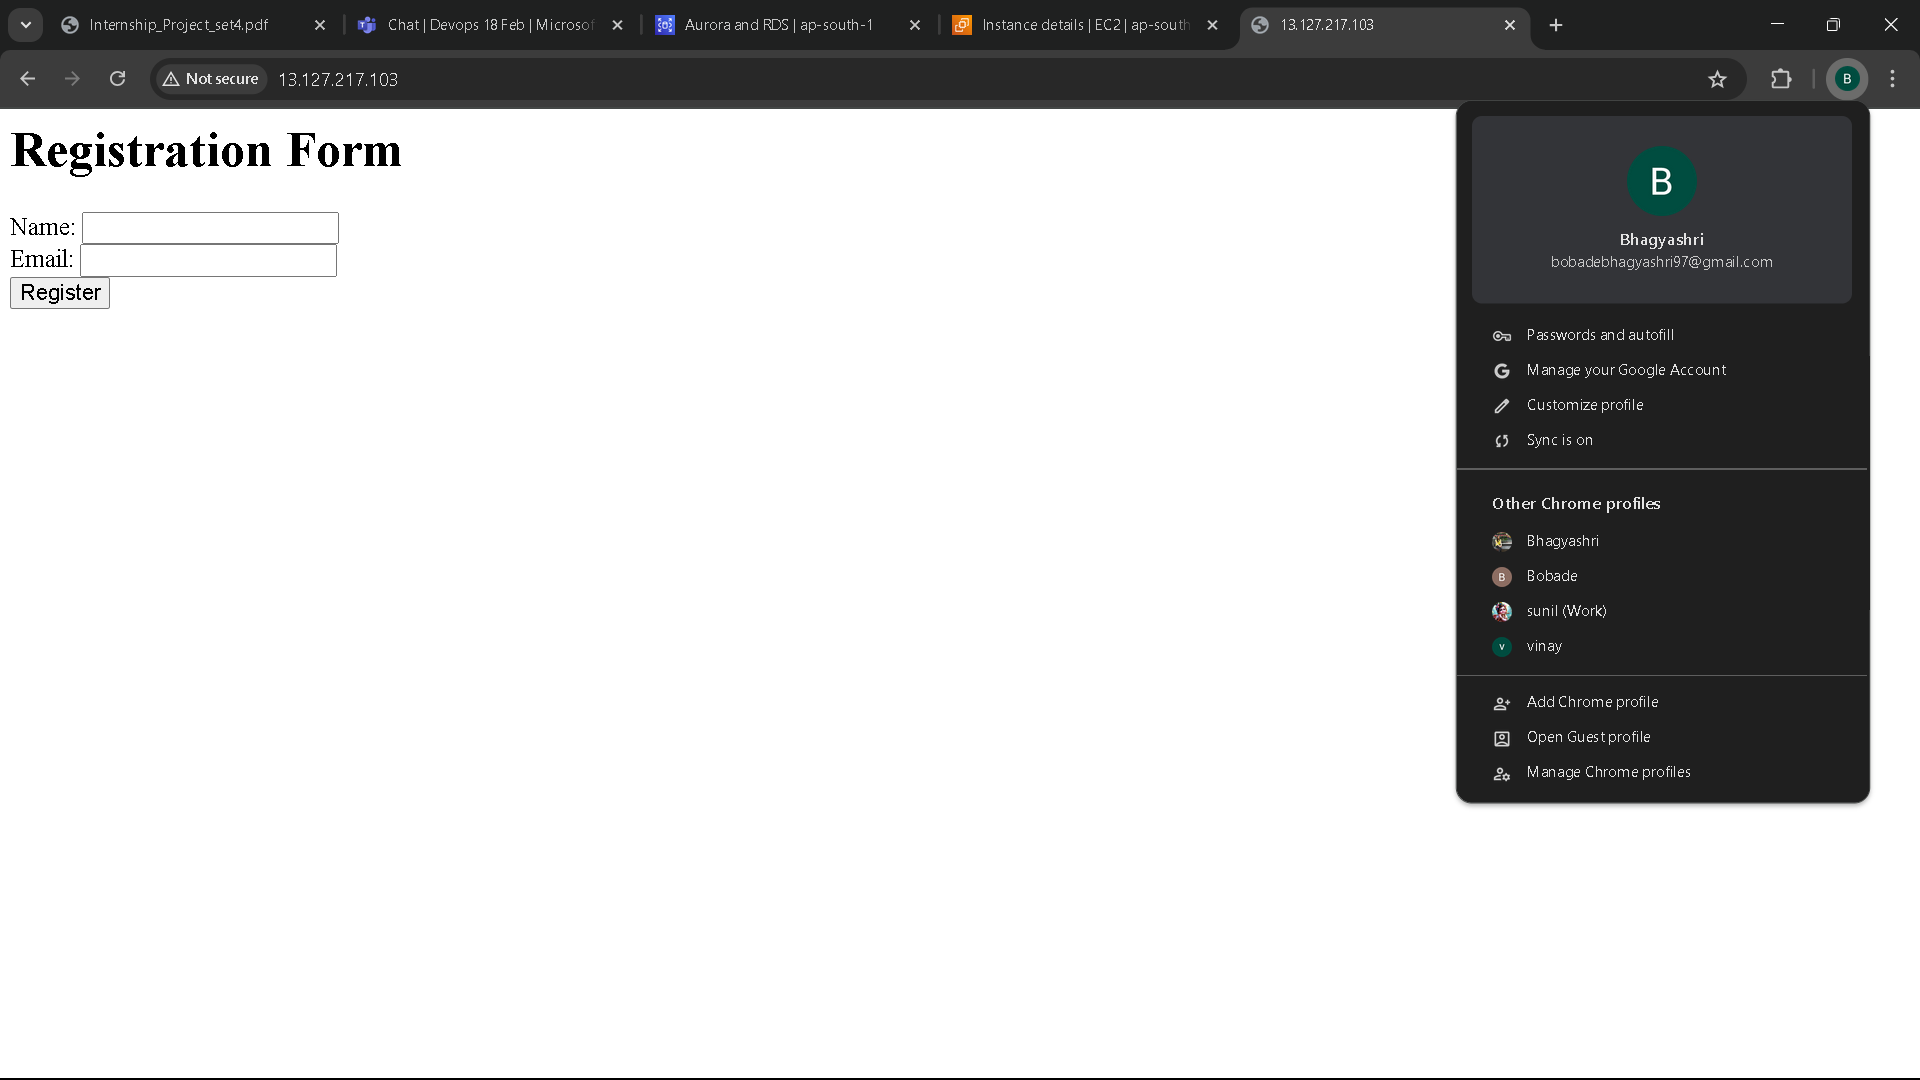 Internship_Project_set4.pdf
Chat | Devops 18 Feb | Microsof
Aurora and RDS | ap-south-1
Instance details | EC2 | ap-south
13.127.217.103
Not secure
13.127.217.103
B
Registration Form
Name:
Email:
Register
B
Bhagyashri
bobadebhagyashri97@gmail.com
Passwords and autofill
G Manage your Google Account
Customize profile
Sync is on
Other Chrome profiles
Bhagyashri
B Bobade
sunil (Work)
v vinay
Add Chrome profile
Open Guest profile
Manage Chrome profiles